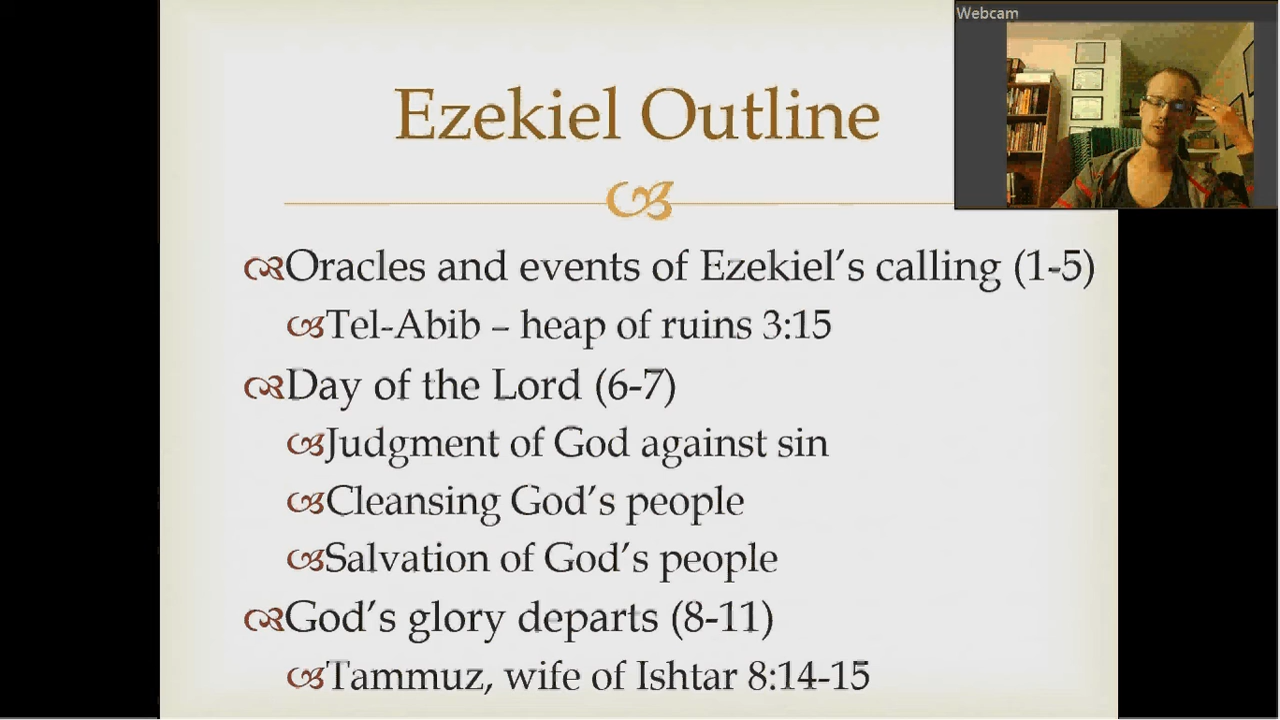 Webcam
Ezekiel Outline
Oracles and events of Ezekiel’s calling (1-5)
Tel-Abib – heap of ruins 3:15
Day of the Lord (6-7)
Judgment of God against sin
Cleansing God’s people
Salvation of God’s people
God’s glory departs (8-11)
Tammuz, wife of Ishtar 8:14-15